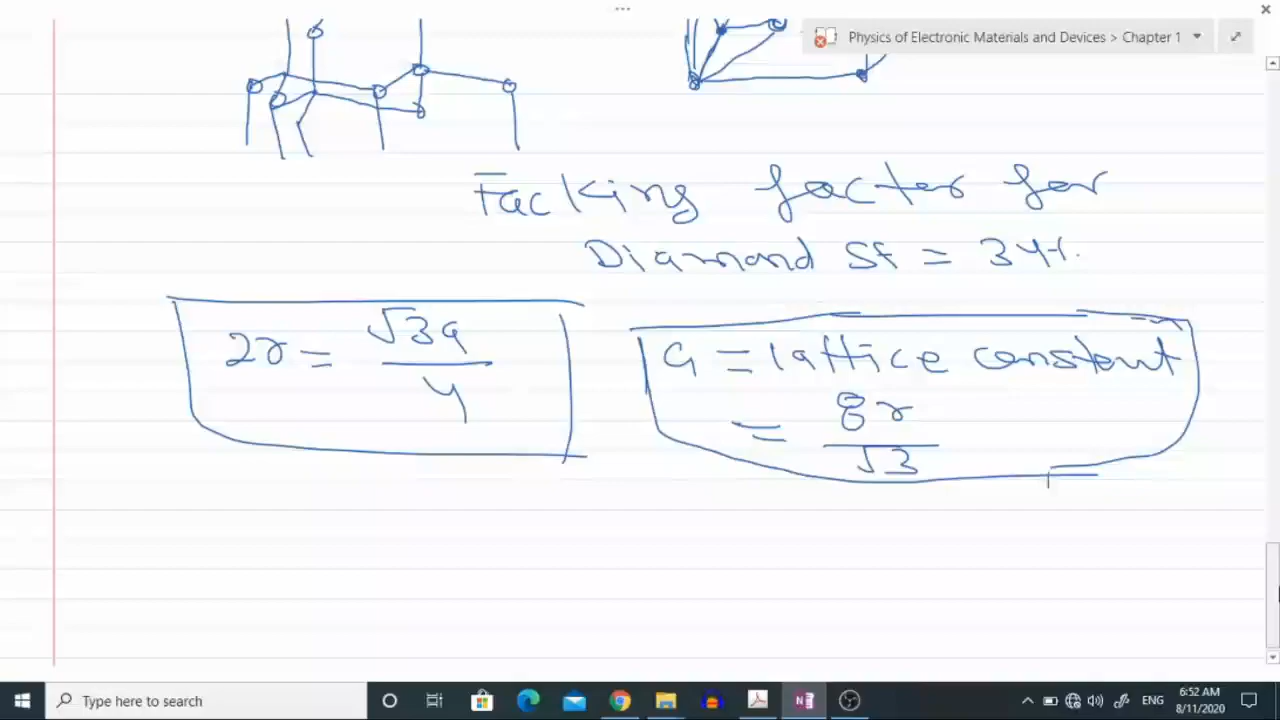 Physics of Electronic Materials and Devices > Chapter 1
Facking factor for
Diamond Sf = 34%.
2r = √3a / 4
a = lattice constant
= 8r / √3
Type here to search
ENG
6:52 AM
8/11/2020